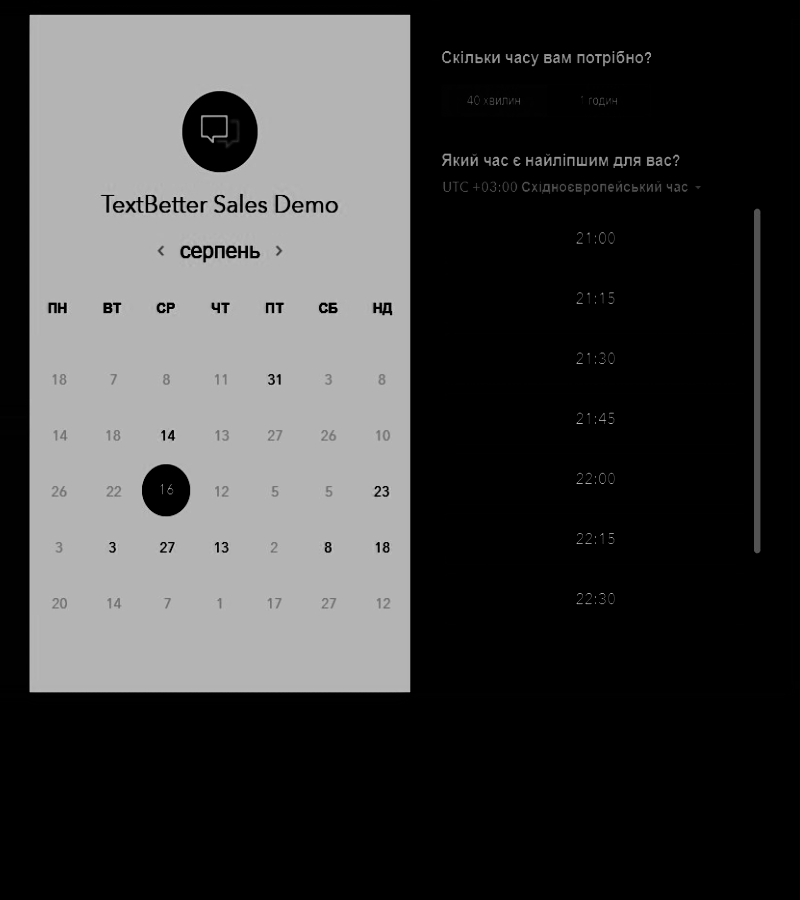 TextBetter Sales Demo
< серпень >
ПН ВТ СР ЧТ ПТ СБ НД
18 7 8 11 31 3 8
14 18 14 13 27 26 10
26 22 16 12 5 5 23
3 3 27 13 2 8 18
20 14 7 1 17 27 12
Скільки часу вам потрібно?
40 хвилин 1 годин
Який час є найліпшим для вас?
UTC +03:00 Східноєвропейський час
21:00
21:15
21:30
21:45
22:00
22:15
22:30